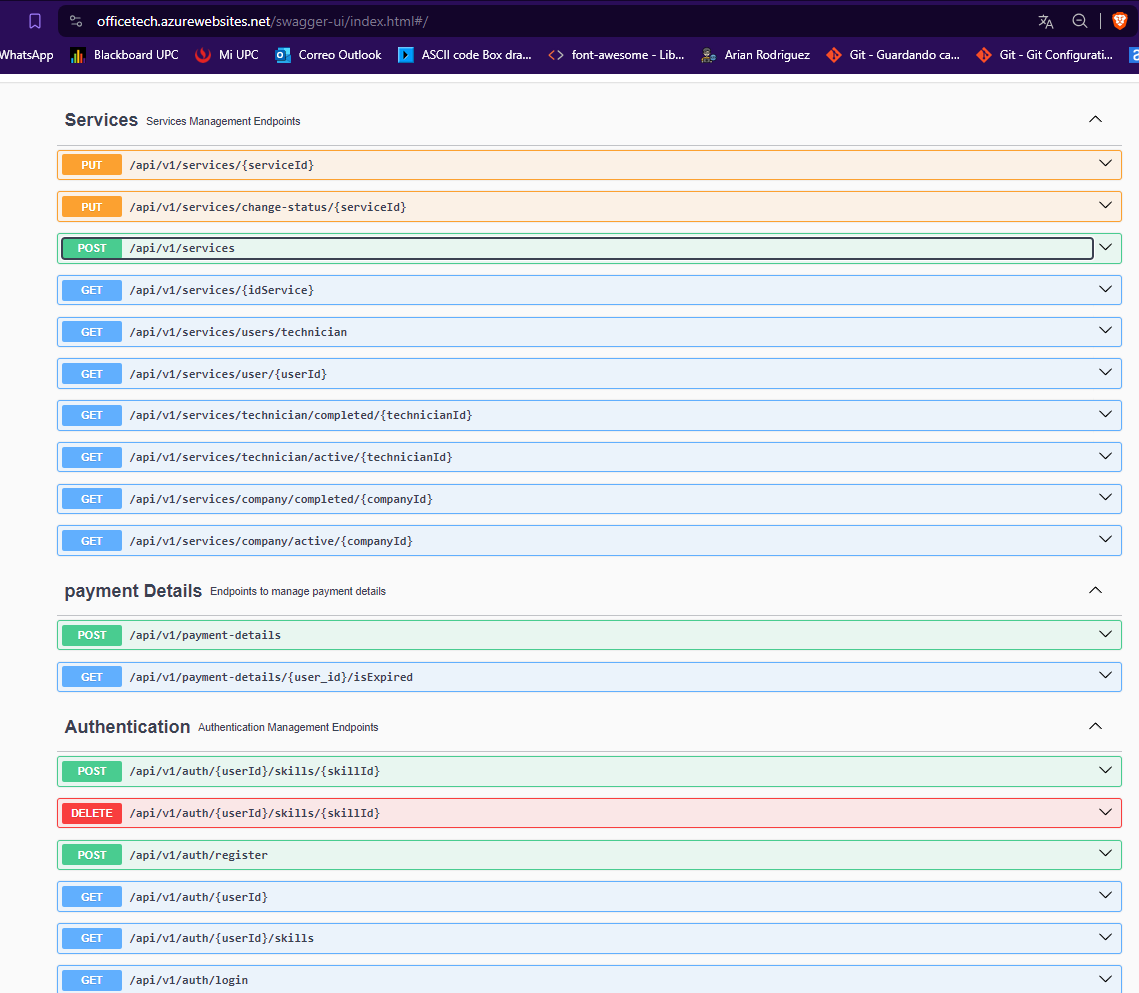 officetech.azurewebsites.net/swagger-ui/index.html#/
WhatsApp Blackboard UPC Mi UPC Correo Outlook ASCII code Box dra... font-awesome - Lib... Arian Rodriguez Git - Guardando ca... Git - Git Configurati...
Services Services Management Endpoints
PUT /api/v1/services/{serviceId}
PUT /api/v1/services/change-status/{serviceId}
POST /api/v1/services
GET /api/v1/services/{idService}
GET /api/v1/services/users/technician
GET /api/v1/services/user/{userId}
GET /api/v1/services/technician/completed/{technicianId}
GET /api/v1/services/technician/active/{technicianId}
GET /api/v1/services/company/completed/{companyId}
GET /api/v1/services/company/active/{companyId}
payment Details Endpoints to manage payment details
POST /api/v1/payment-details
GET /api/v1/payment-details/{user_id}/isExpired
Authentication Authentication Management Endpoints
POST /api/v1/auth/{userId}/skills/{skillId}
DELETE /api/v1/auth/{userId}/skills/{skillId}
POST /api/v1/auth/register
GET /api/v1/auth/{userId}
GET /api/v1/auth/{userId}/skills
GET /api/v1/auth/login